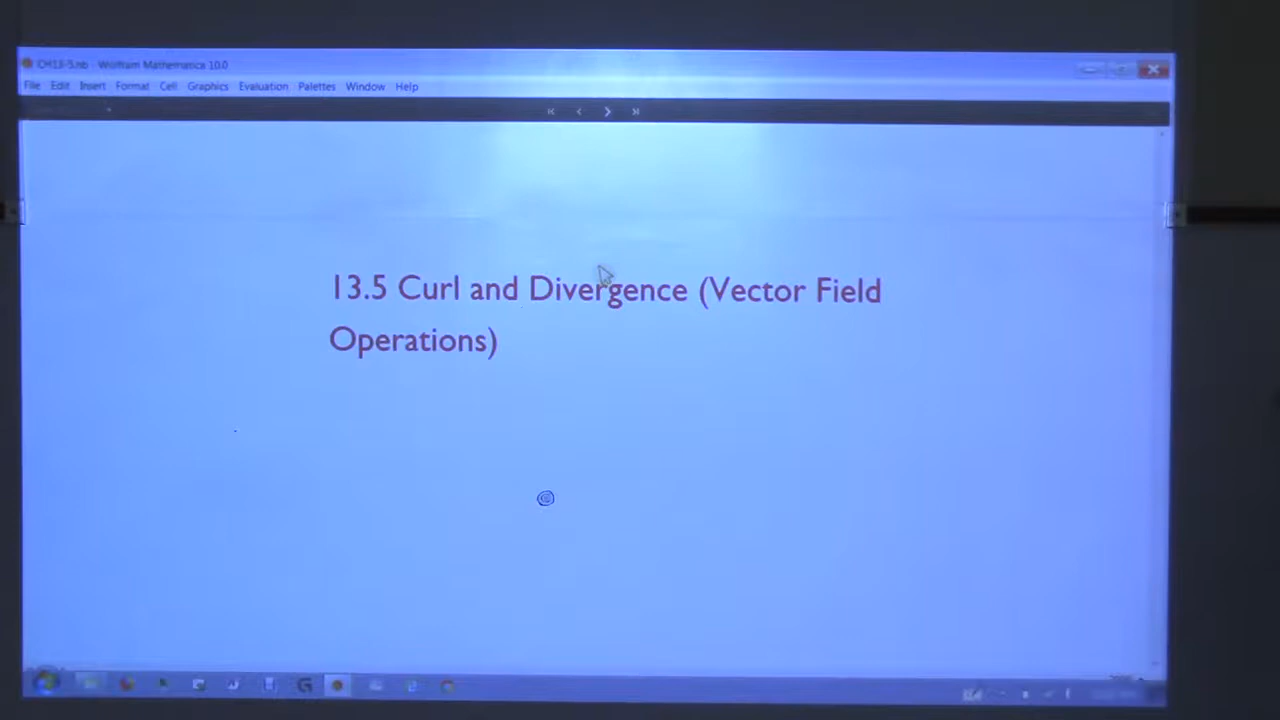 CH13-5.nb - Wolfram Mathematica 10.0
File Edit Insert Format Cell Graphics Evaluation Palettes Window Help
13.5 Curl and Divergence (Vector Field
Operations)